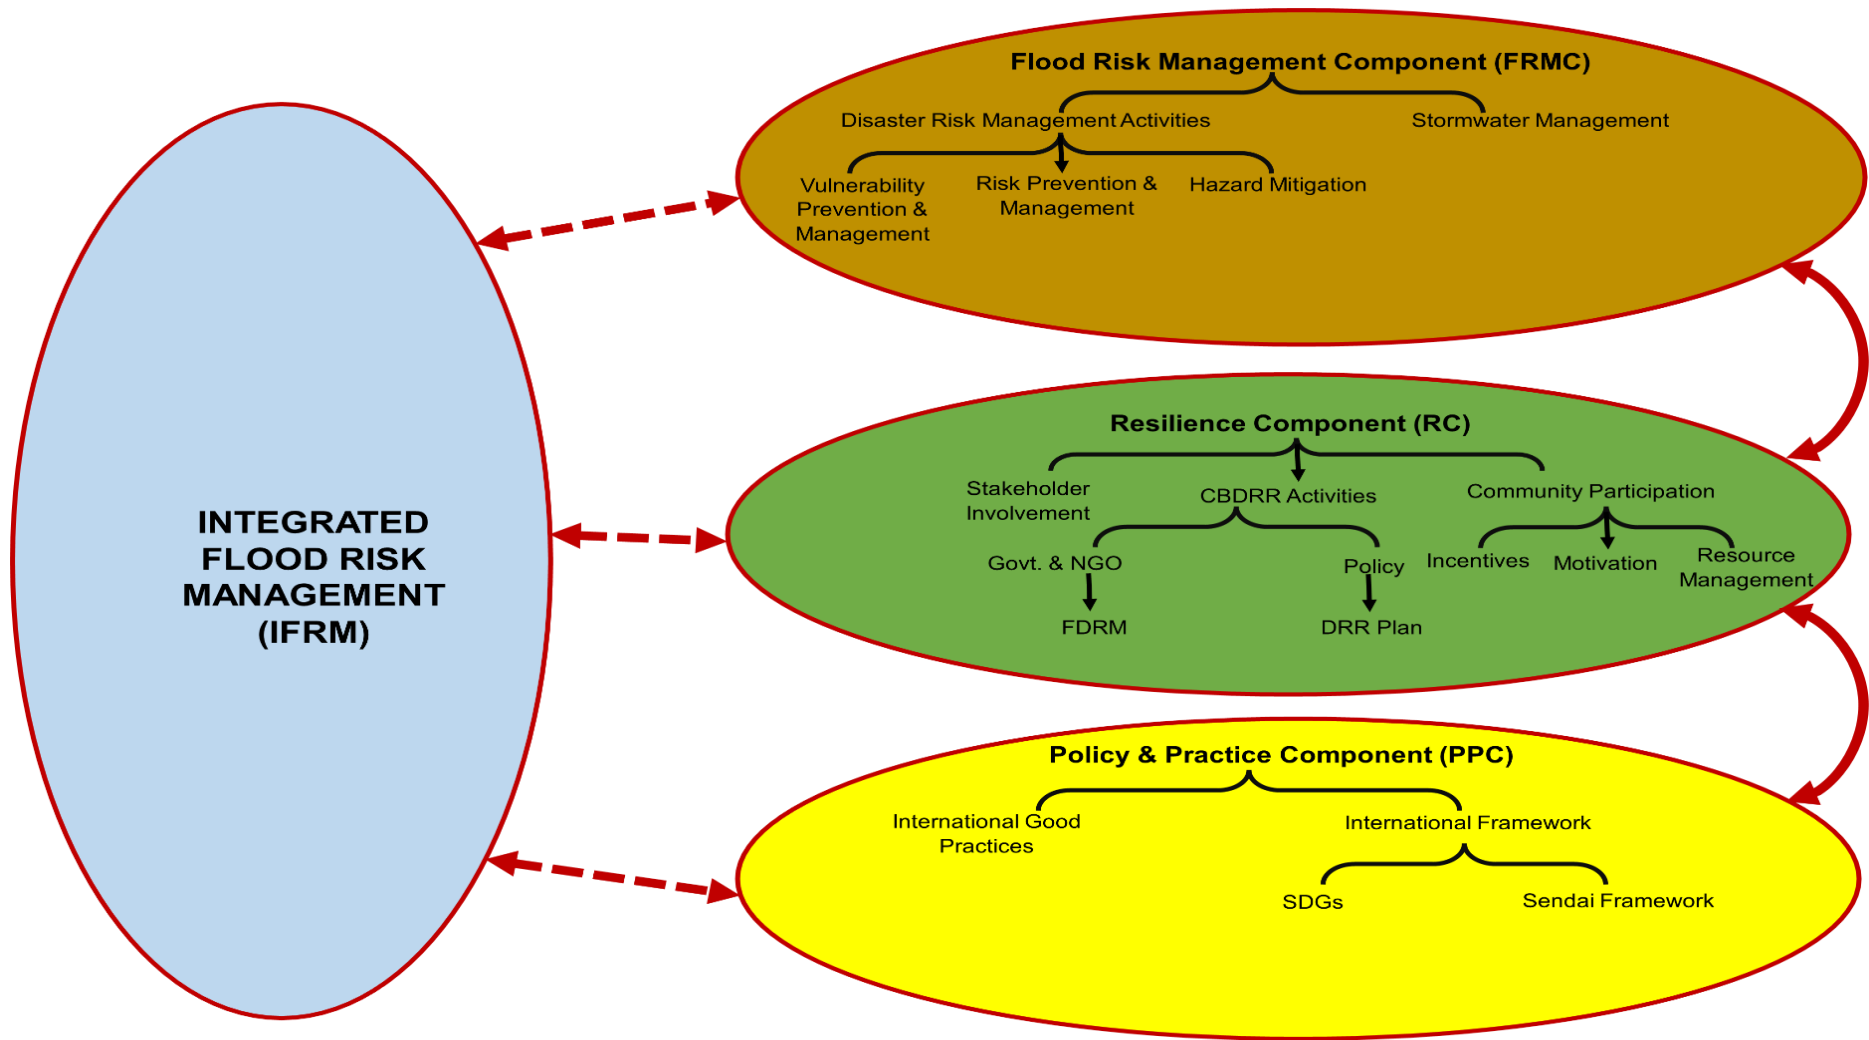 INTEGRATED
FLOOD RISK
MANAGEMENT
(IFRM)
Flood Risk Management Component (FRMC)
Disaster Risk Management Activities
Stormwater Management
Vulnerability
Prevention &
Management
Risk Prevention &
Management
Hazard Mitigation
Resilience Component (RC)
Stakeholder
Involvement
CBDRR Activities
Community Participation
Govt. & NGO
Policy
Incentives
Motivation
Resource
Management
FDRM
DRR Plan
Policy & Practice Component (PPC)
International Good
Practices
International Framework
SDGs
Sendai Framework